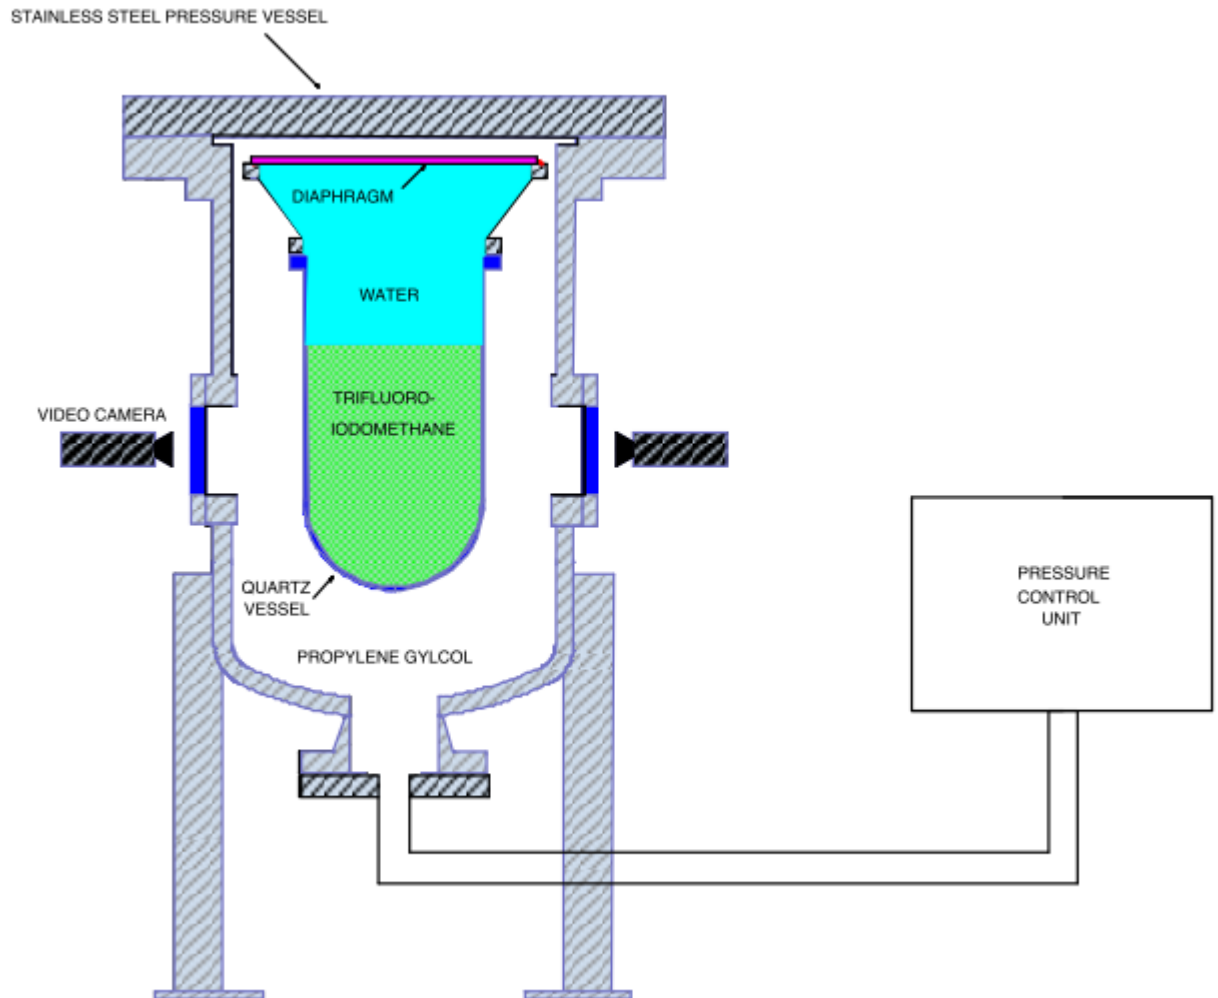 STAINLESS STEEL PRESSURE VESSEL
DIAPHRAGM
WATER
TRIFLUORO-
IODOMETHANE
VIDEO CAMERA
QUARTZ
VESSEL
PROPYLENE GYLCOL
PRESSURE
CONTROL
UNIT